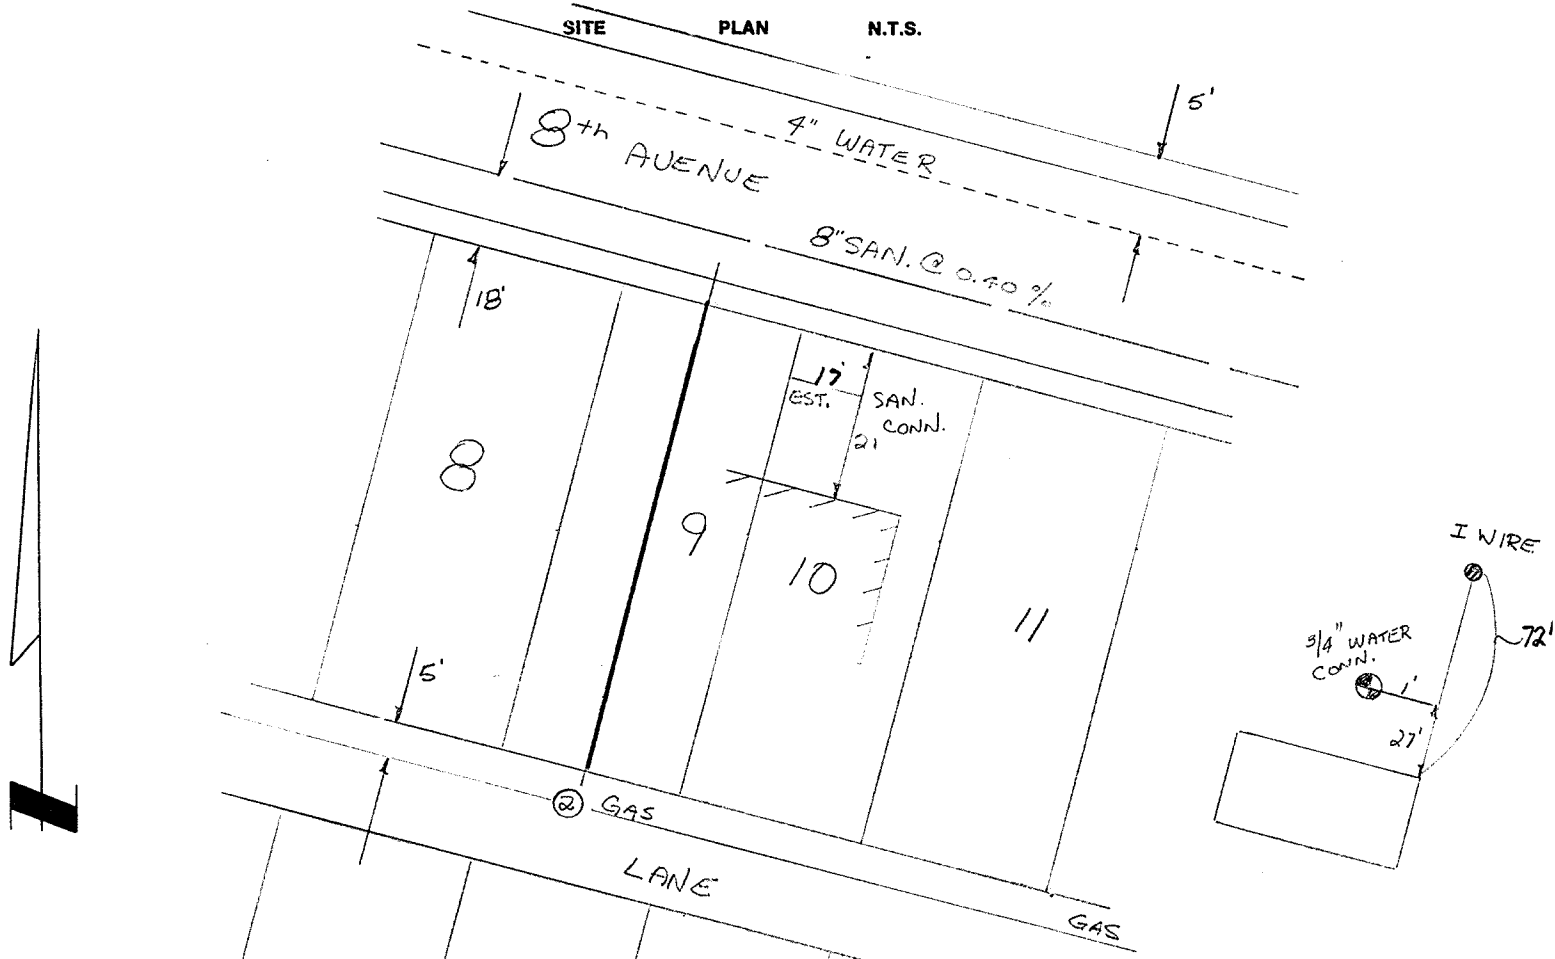 SITE PLAN N.T.S.
5'
4" WATER
8th AVENUE
8" SAN. @ 0.40 %
18'
17'
EST.
SAN.
CONN.
21
8
9
10
11
I WIRE
3/4" WATER
CONN.
1'
72'
27'
5'
2 GAS
LANE
GAS